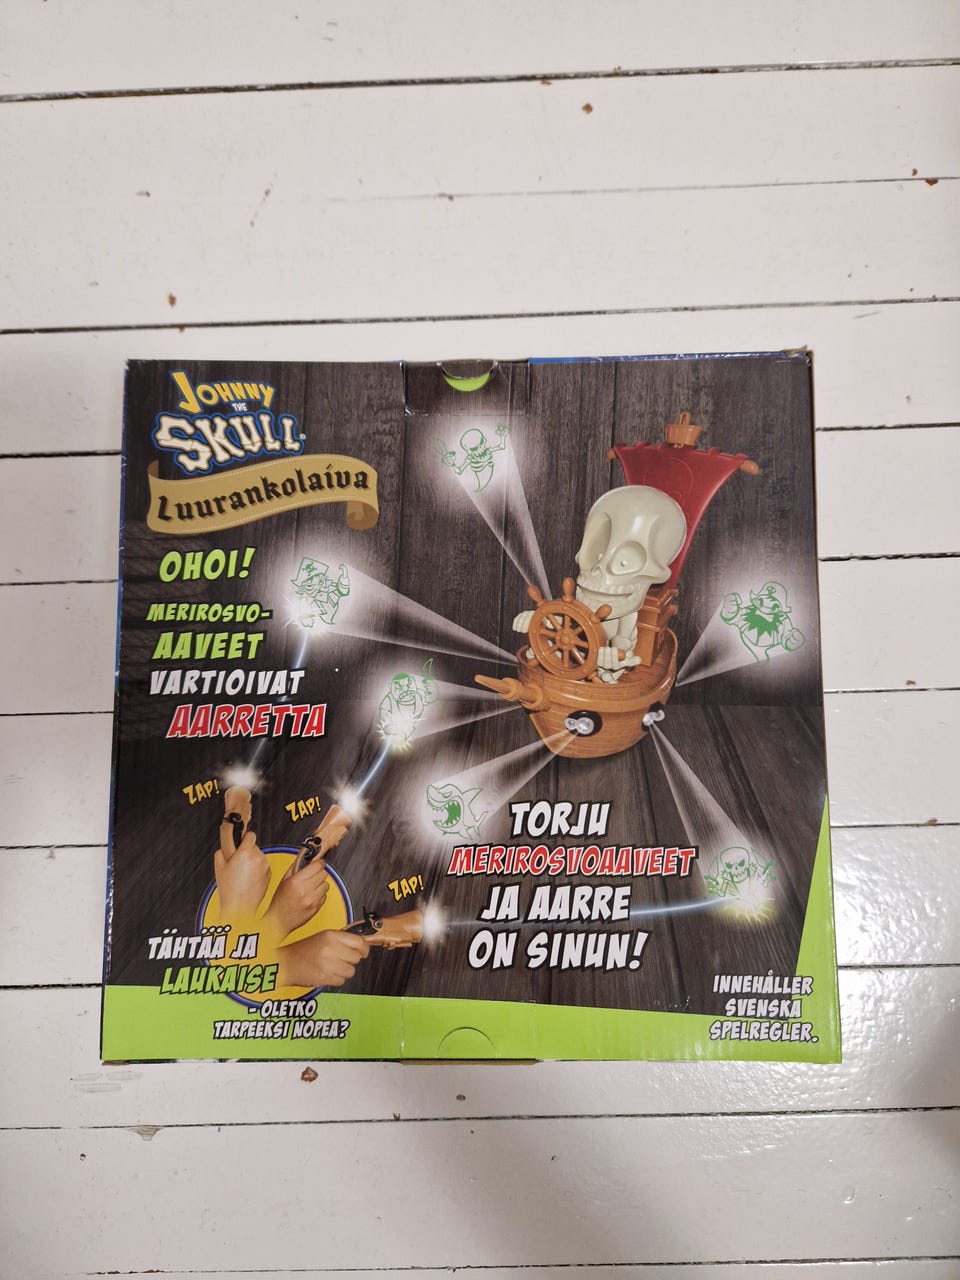 JOHNNY
THE
SKULL
Luurankolaiva
OHOI!
MERIROSVO-
AAVEET
VARTIOIVAT
AARRETTA
ZAP!
ZAP!
ZAP!
TORJU
MERIROSVOAAVEET
JA AARRE
ON SINUN!
TÄHTÄÄ JA
LAUKAISE
- OLETKO
TARPEEKSI NOPEA?
INNEHÅLLER
SVENSKA
SPELREGLER.